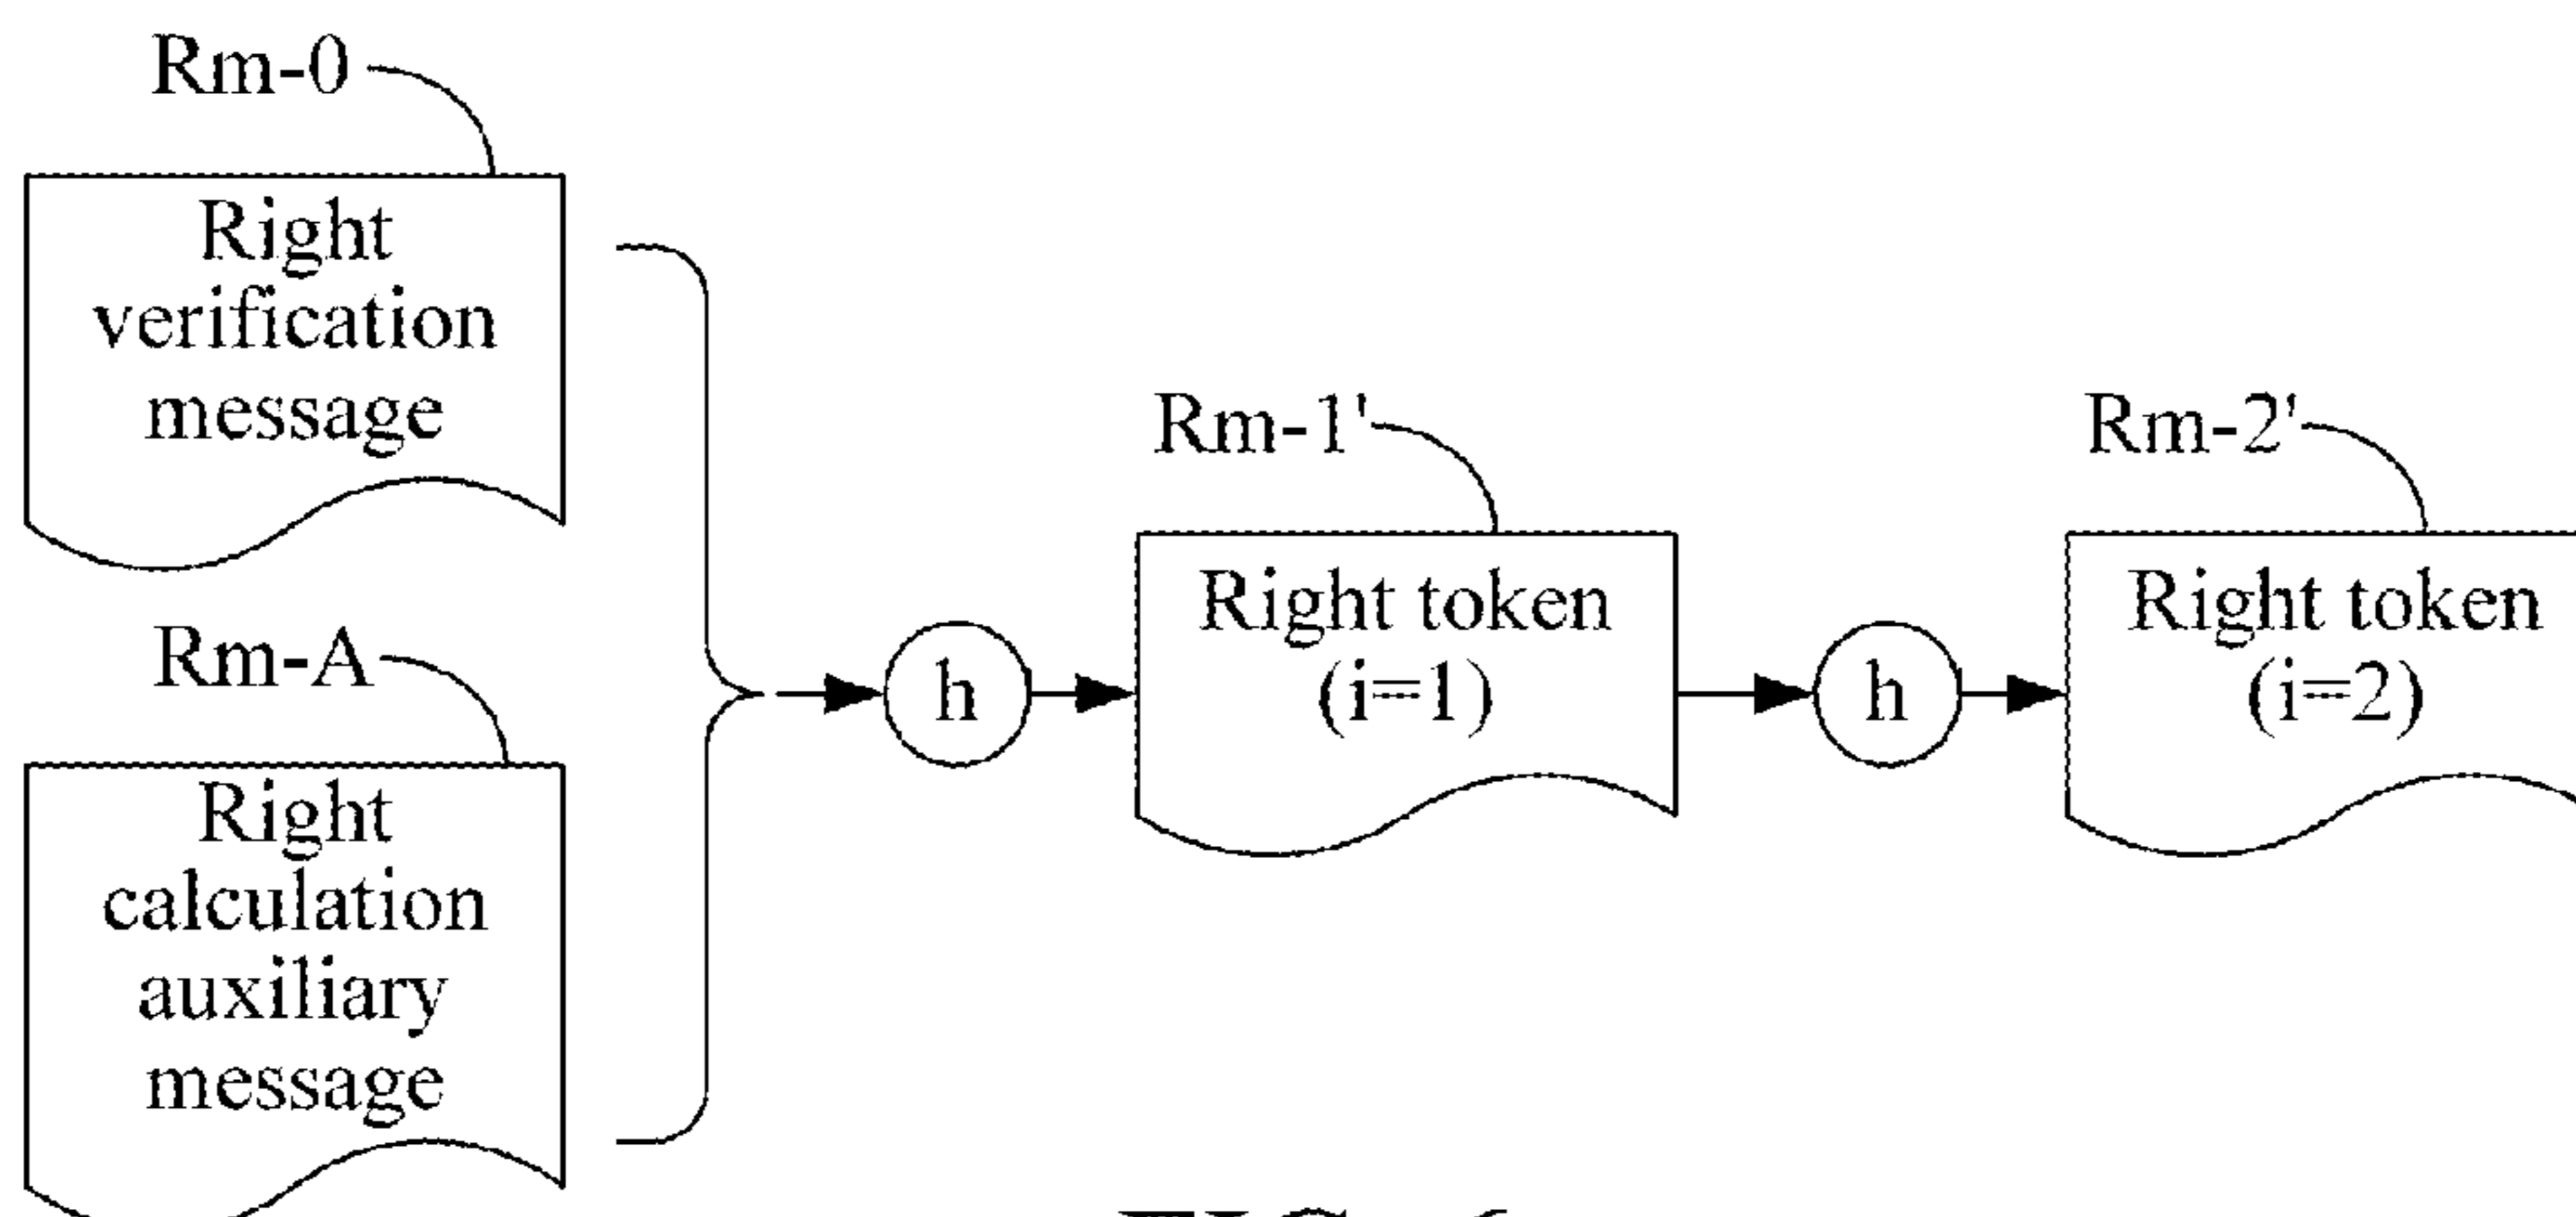 Rm-0
Right
verification
message
Rm-A
Right
calculation
auxiliary
message
h
Rm-1'
Right token
(i=1)
h
Rm-2'
Right token
(i=2)